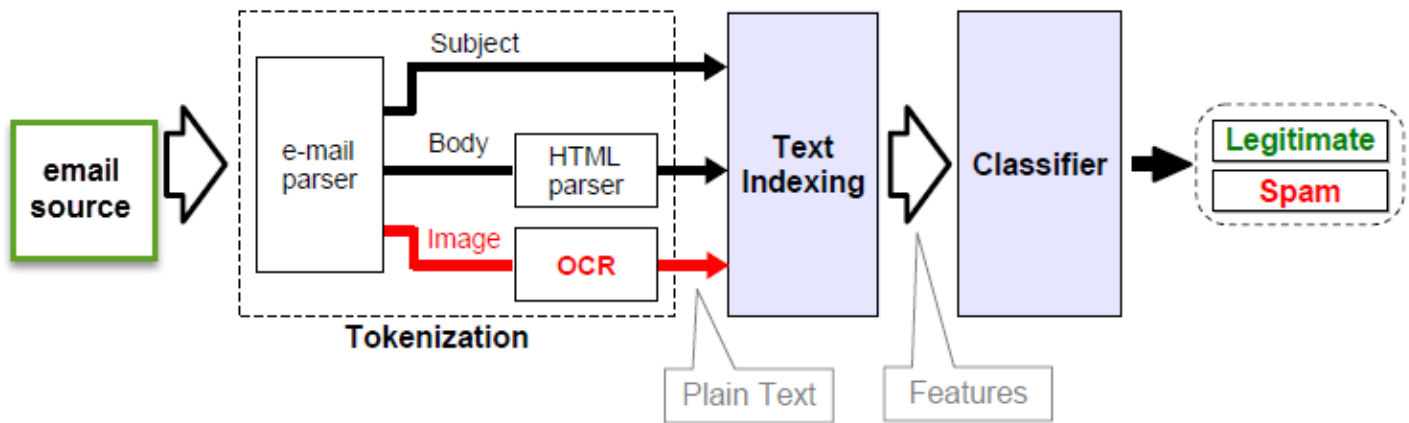 email
source
e-mail
parser
Subject
Body
HTML
parser
Image
OCR
Tokenization
Text
Indexing
Plain Text
Features
Classifier
Legitimate
Spam